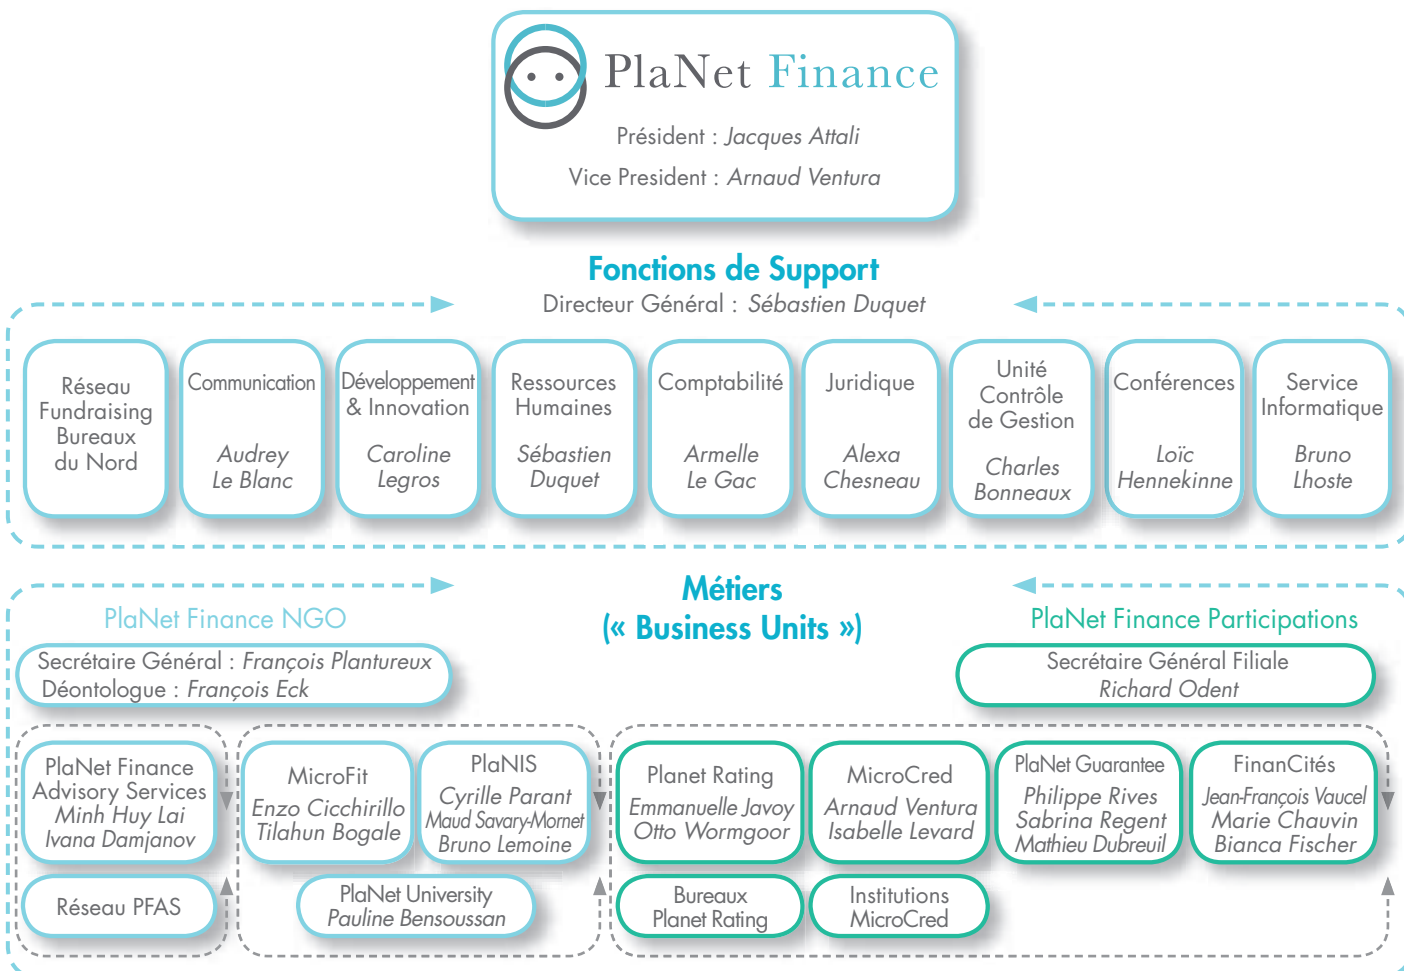 PlaNet Finance
Président : Jacques Attali
Vice President : Arnaud Ventura
Fonctions de Support
Directeur Général : Sébastien Duquet
Réseau
Fundraising
Bureaux
du Nord
Communication
Audrey
Le Blanc
Développement
& Innovation
Caroline
Legros
Ressources
Humaines
Sébastien
Duquet
Comptabilité
Armelle
Le Gac
Juridique
Alexa
Chesneau
Unité
Contrôle
de Gestion
Charles
Bonneaux
Conférences
Loïc
Hennekinne
Service
Informatique
Bruno
Lhoste
Métiers
(« Business Units »)
PlaNet Finance NGO
Secrétaire Général : François Plantureux
Déontologue : François Eck
PlaNet Finance Participations
Secrétaire Général Filiale
Richard Odent
PlaNet Finance
Advisory Services
Minh Huy Lai
Ivana Damjanov
Réseau PFAS
MicroFit
Enzo Cicchirillo
Tilahun Bogale
PlaNIS
Cyrille Parant
Maud Savary-Mornet
Bruno Lemoine
PlaNet University
Pauline Bensoussan
Planet Rating
Emmanuelle Javoy
Otto Wormgoor
MicroCred
Arnaud Ventura
Isabelle Levard
PlaNet Guarantee
Philippe Rives
Sabrina Regent
Mathieu Dubreuil
FinanCités
Jean-François Vaucel
Marie Chauvin
Bianca Fischer
Bureaux
Planet Rating
Institutions
MicroCred